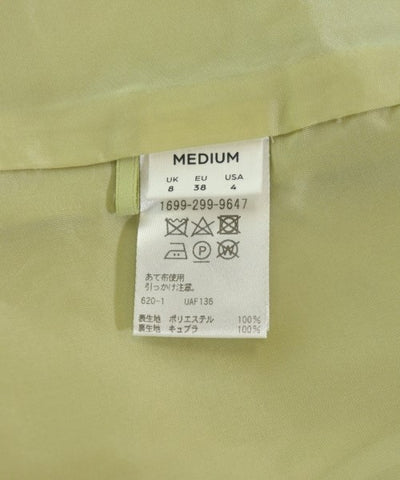 MEDIUM
UK EU USA
8 38 4
1699-299-9647
あて布使用
引っかけ注意。
620-1 UAF136
表生地 ポリエステル 100%
裏生地 キュプラ 100%